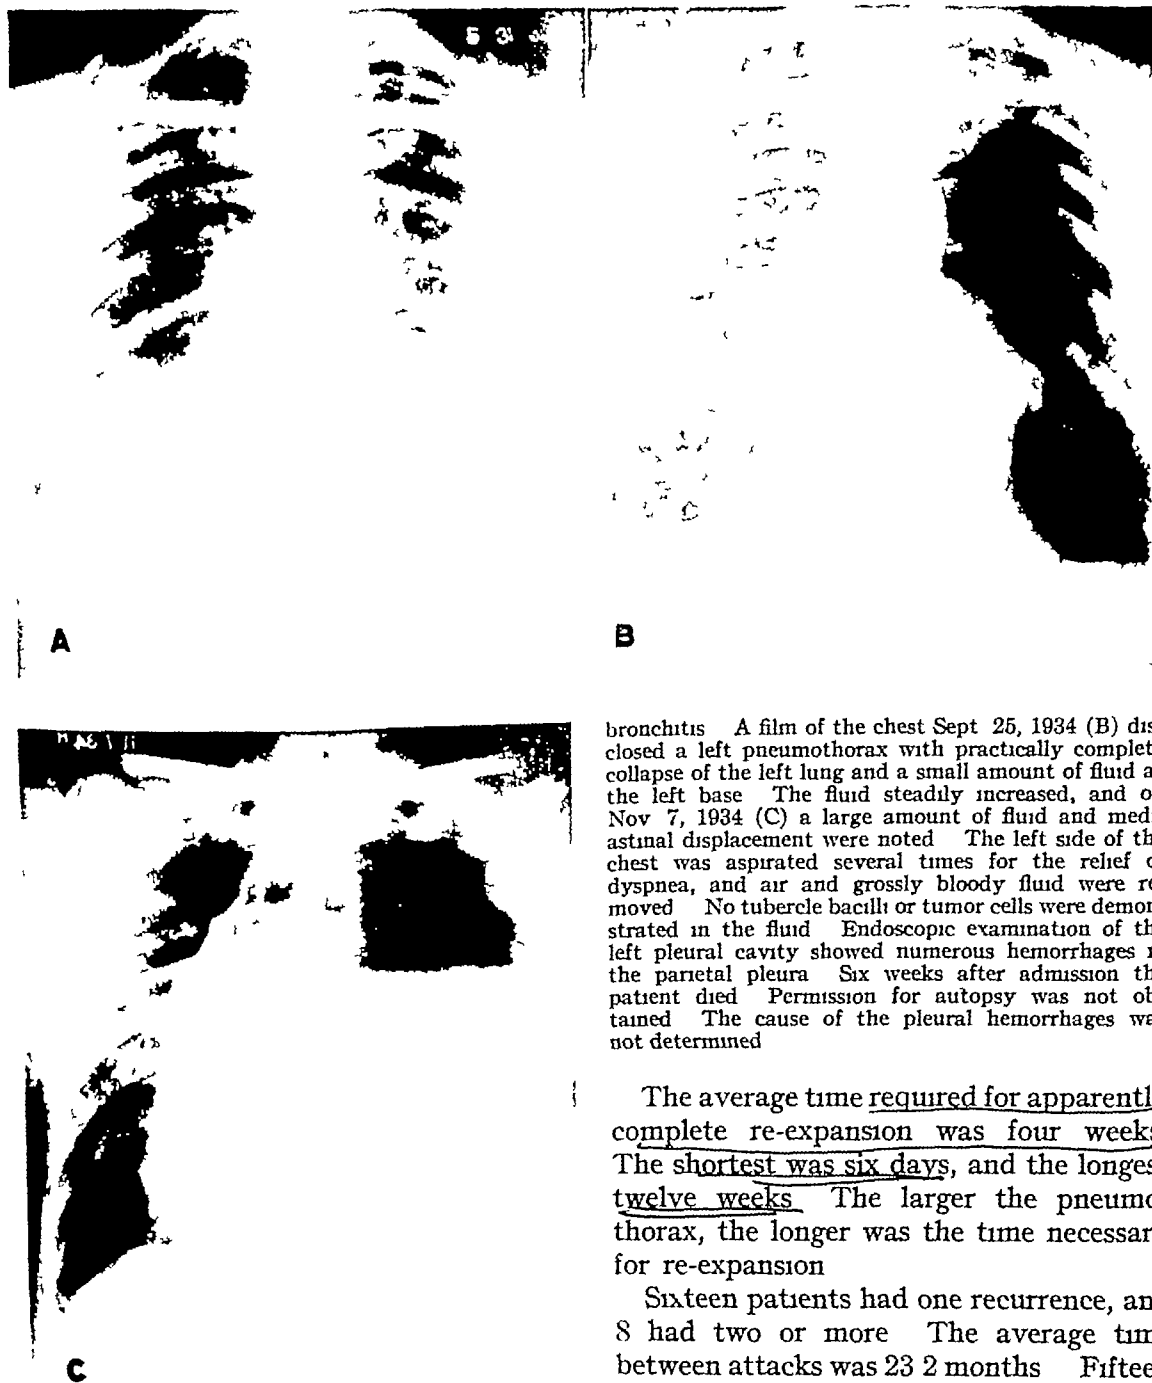 A
B
C
bronchitis A film of the chest Sept 25, 1934 (B) dis
closed a left pneumothorax with practically complet
collapse of the left lung and a small amount of fluid a
the left base The fluid steadily increased, and o
Nov 7, 1934 (C) a large amount of fluid and med
astinal displacement were noted The left side of th
chest was aspirated several times for the relief o
dyspnea, and air and grossly bloody fluid were re
moved No tubercle bacilli or tumor cells were demon
strated in the fluid Endoscopic examination of th
left pleural cavity showed numerous hemorrhages i
the parietal pleura Six weeks after admission th
patient died Permission for autopsy was not ob
tained The cause of the pleural hemorrhages wa
not determined
The average time required for apparentl
complete re-expansion was four weeks
The shortest was six days, and the longes
twelve weeks The larger the pneumo
thorax, the longer was the time necessar
for re-expansion
Sixteen patients had one recurrence, an
8 had two or more The average tim
between attacks was 23 2 months Fiftee